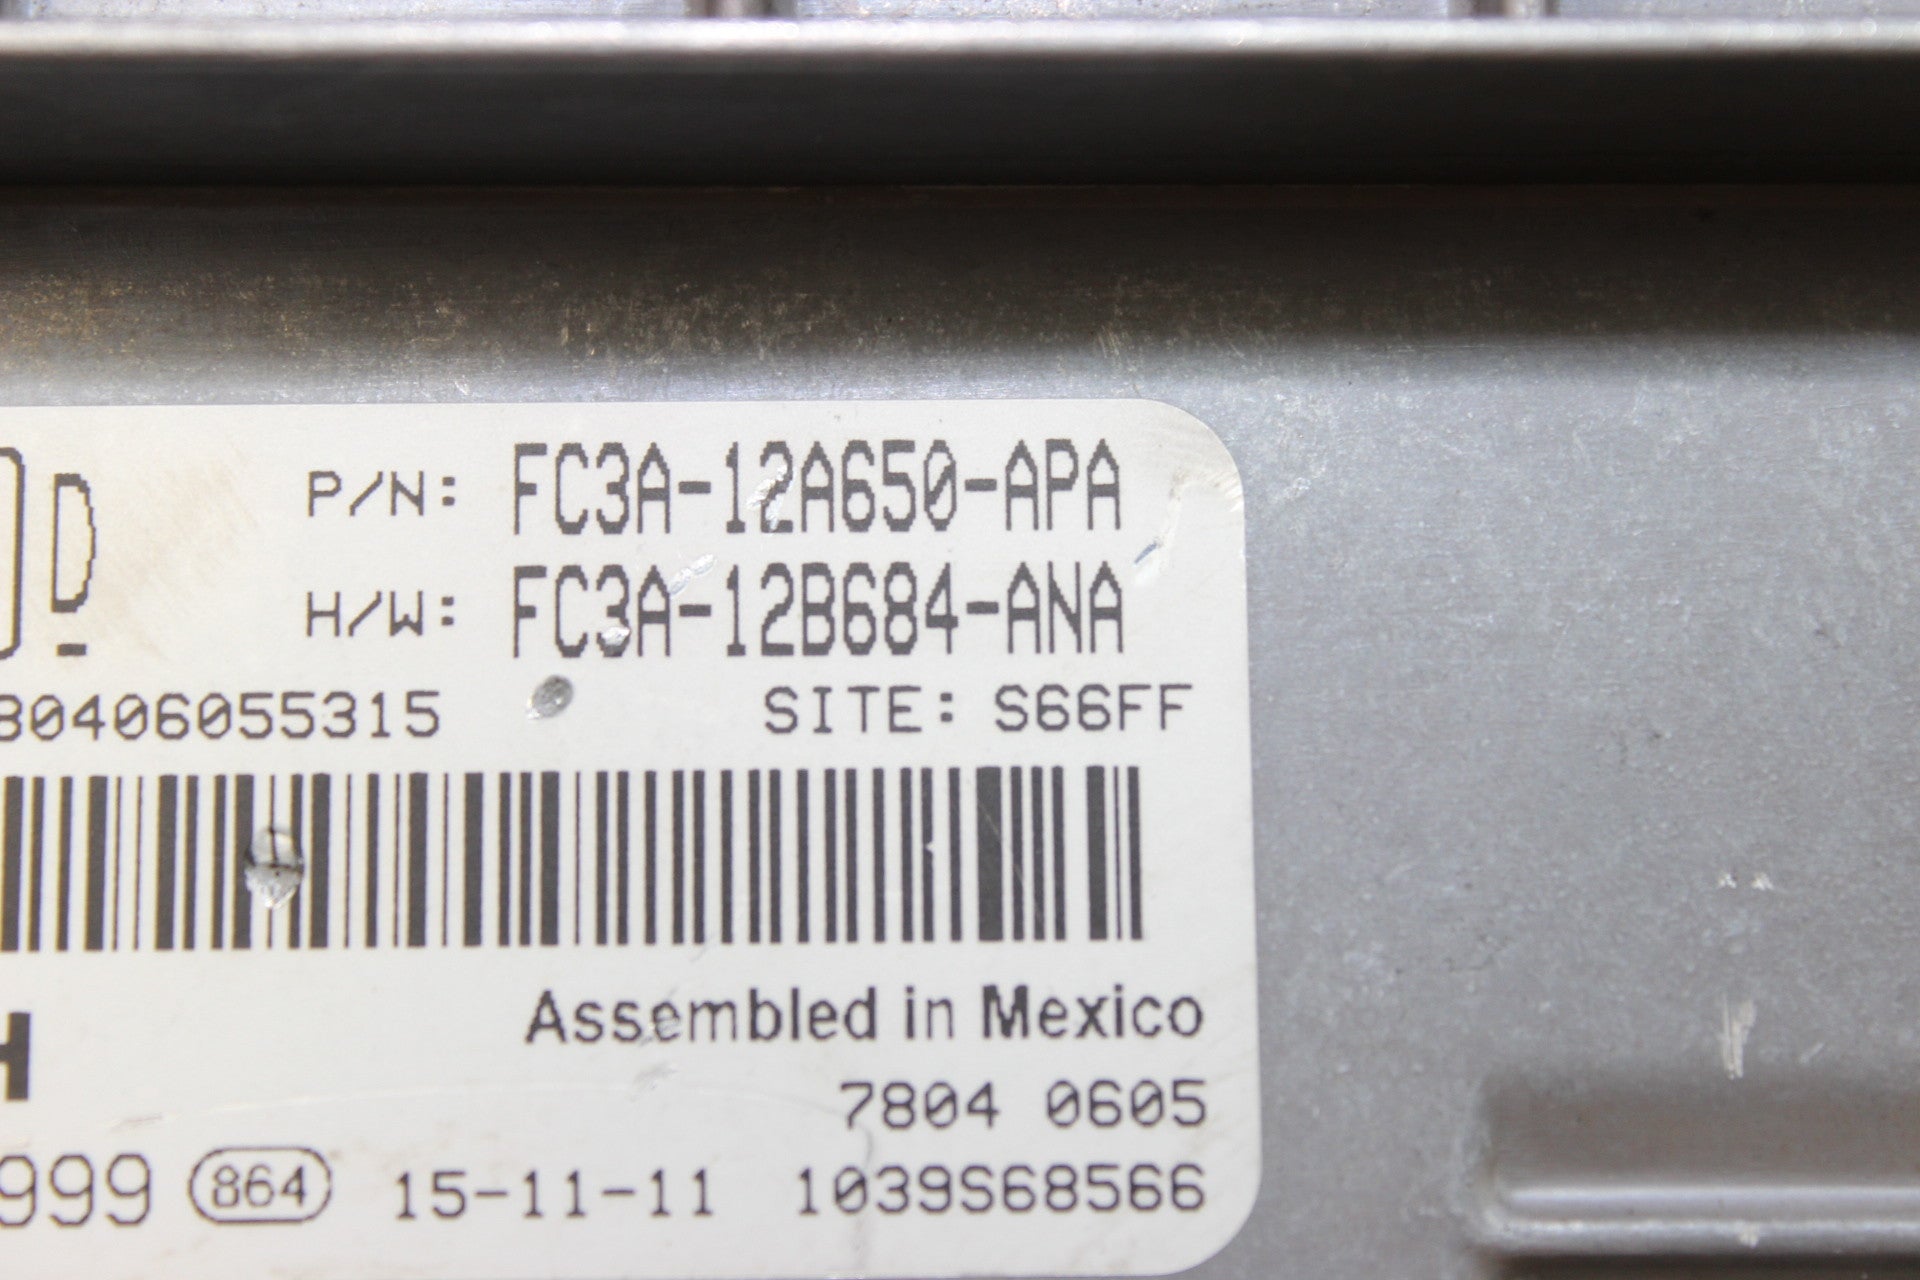 D P/N: FC3A-12A650-APA
H/W: FC3A-12B684-ANA
80406055315 SITE: S66FF
Assembled in Mexico
H
7804 0605
999 864 15-11-11 1039S68566